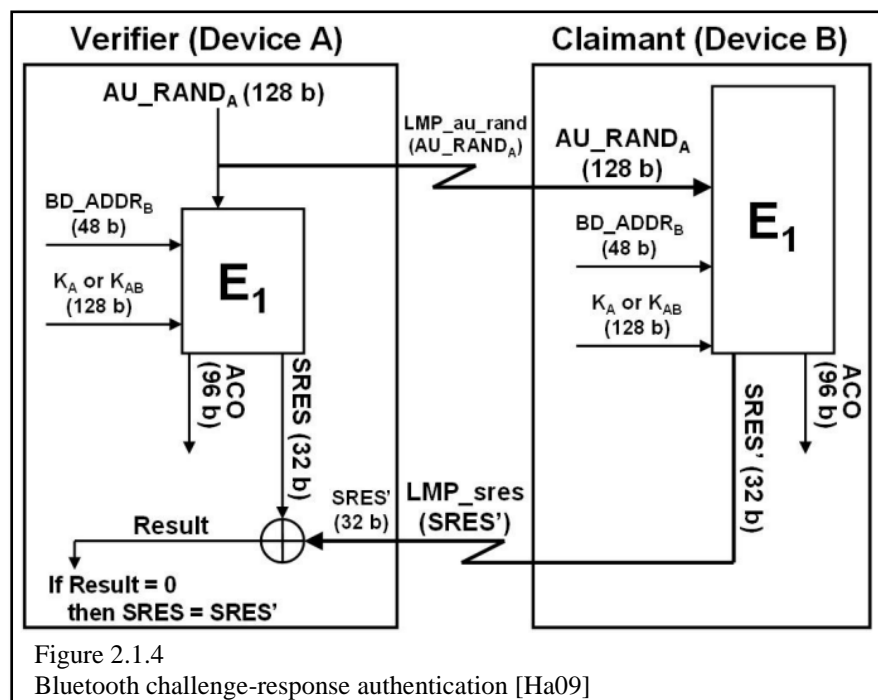 Verifier (Device A)
Claimant (Device B)
AU_RANDA (128 b)
LMP_au_rand
(AU_RANDA)
AU_RANDA
(128 b)
BD_ADDRB
(48 b)
KA or KAB
(128 b)
E1
BD_ADDRB
(48 b)
KA or KAB
(128 b)
E1
ACO
(96 b)
SRES (32 b)
ACO
(96 b)
SRES’ (32 b)
SRES’
(32 b)
LMP_sres
(SRES’)
Result
If Result = 0
then SRES = SRES’
Figure 2.1.4
Bluetooth challenge-response authentication [Ha09]